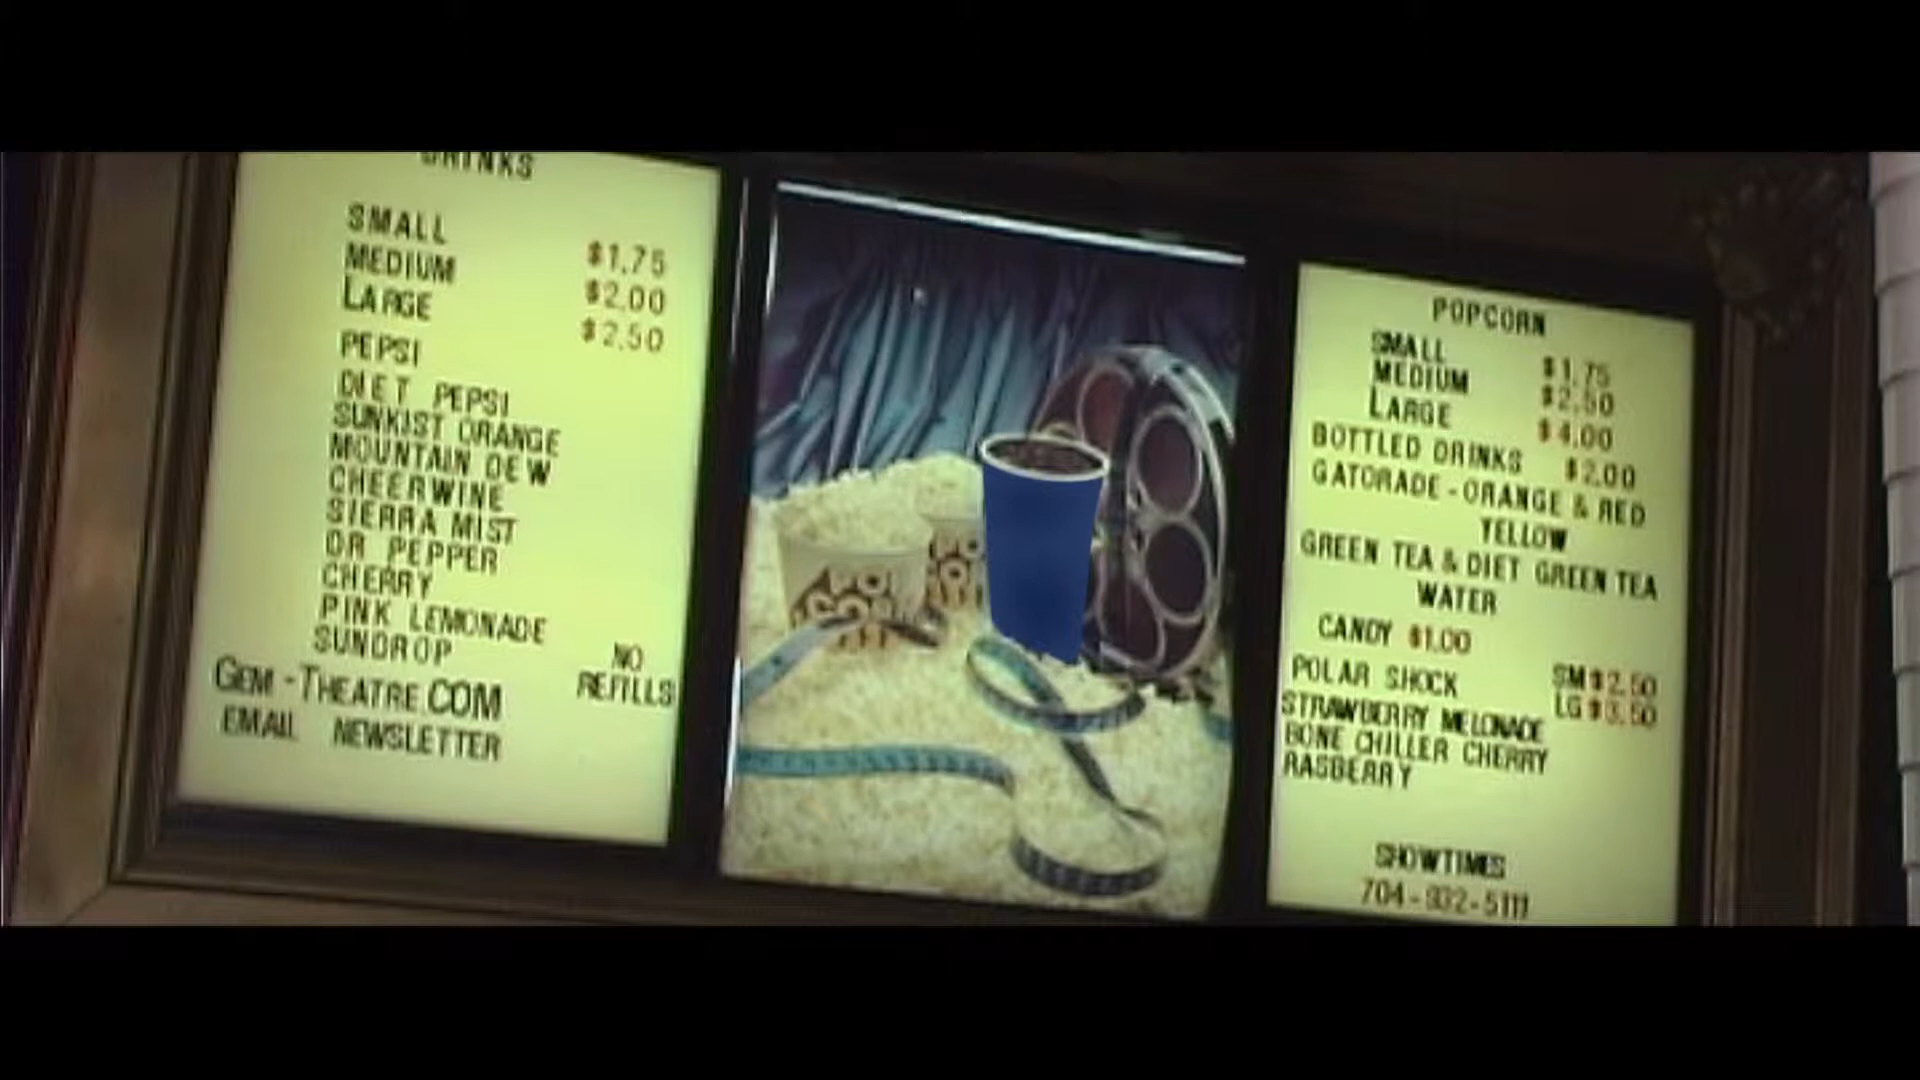 DRINKS
SMALL $1.75
MEDIUM $2.00
LARGE $2.50
PEPSI
DIET PEPSI
SUNKIST ORANGE
MOUNTAIN DEW
CHEERWINE
SIERRA MIST
DR PEPPER
CHERRY
PINK LEMONADE
SUNDROP
NO
REFILLS
GEM-THEATRE.COM
EMAIL NEWSLETTER
POPCORN
SMALL $1.75
MEDIUM $2.50
LARGE $4.00
BOTTLED DRINKS $2.00
GATORADE-ORANGE & RED
YELLOW
GREEN TEA & DIET GREEN TEA
WATER
CANDY $1.00
POLAR SHOCK SM $2.50
LG $3.50
STRAWBERRY MELONADE
BONE CHILLER CHERRY
RASBERRY
SHOWTIMES
704-932-5111